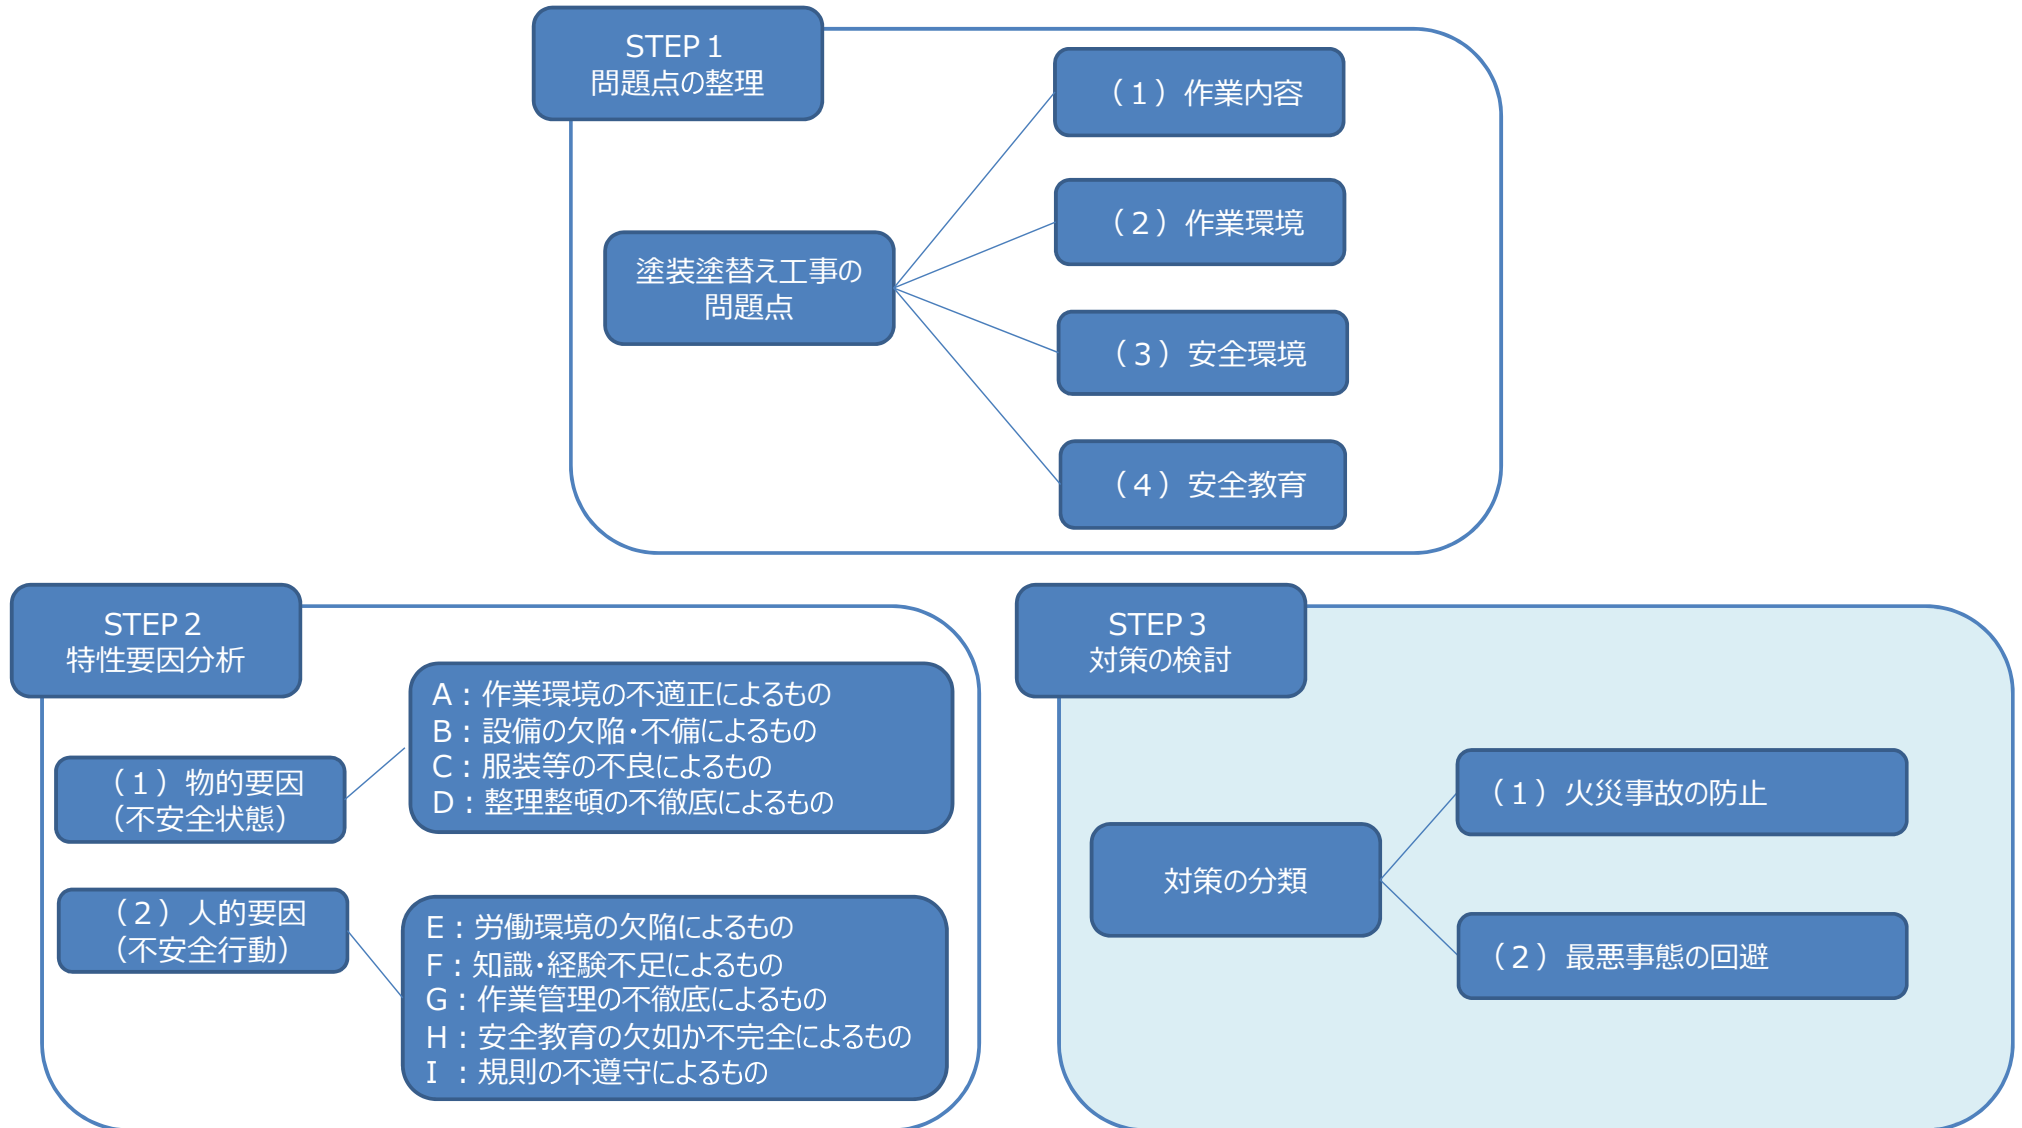 STEP１
問題点の整理
（１）作業内容
（２）作業環境
塗装塗替え工事の
問題点
（３）安全環境
（４）安全教育
STEP２
特性要因分析
A：作業環境の不適正によるもの
B：設備の欠陥・不備によるもの
C：服装等の不良によるもの
D：整理整頓の不徹底によるもの
（１）物的要因
（不安全状態）
（２）人的要因
（不安全行動）
E：労働環境の欠陥によるもの
F：知識・経験不足によるもの
G：作業管理の不徹底によるもの
H：安全教育の欠如か不完全によるもの
I ：規則の不遵守によるもの
STEP３
対策の検討
（１）火災事故の防止
対策の分類
（２）最悪事態の回避